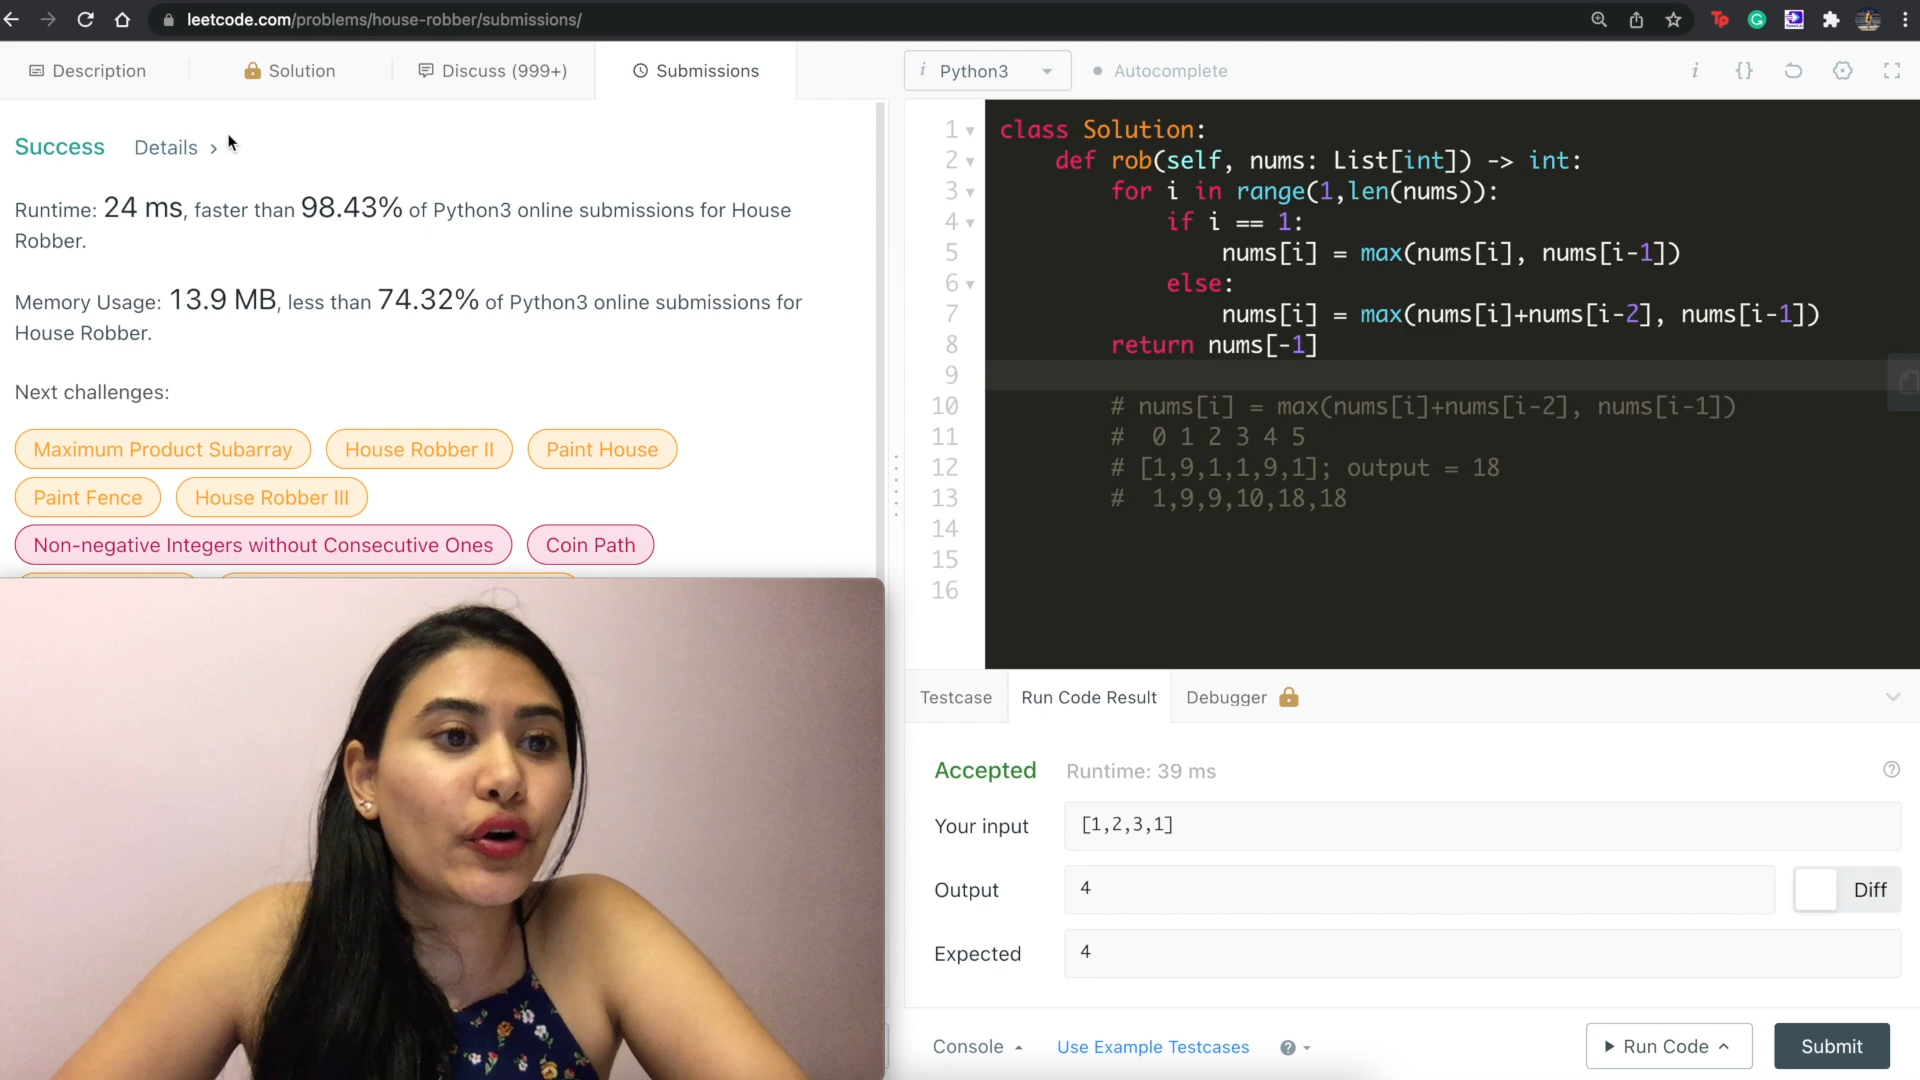 leetcode.com/problems/house-robber/submissions/
Description
Solution
Discuss (999+)
Submissions
i Python3
Autocomplete
Success Details >
Runtime: 24 ms, faster than 98.43% of Python3 online submissions for House
Robber.
Memory Usage: 13.9 MB, less than 74.32% of Python3 online submissions for
House Robber.
Next challenges:
Maximum Product Subarray
House Robber II
Paint House
Paint Fence
House Robber III
Non-negative Integers without Consecutive Ones
Coin Path
1 class Solution:
2 def rob(self, nums: List[int]) -> int:
3 for i in range(1,len(nums)):
4 if i == 1:
5 nums[i] = max(nums[i], nums[i-1])
6 else:
7 nums[i] = max(nums[i]+nums[i-2], nums[i-1])
8 return nums[-1]
9
10 # nums[i] = max(nums[i]+nums[i-2], nums[i-1])
11 # 0 1 2 3 4 5
12 # [1,9,1,1,9,1]; output = 18
13 # 1,9,9,10,18,18
14
15
16
Testcase
Run Code Result
Debugger
Accepted Runtime: 39 ms
Your input [1,2,3,1]
Output 4
Diff
Expected 4
Console
Use Example Testcases
Run Code
Submit